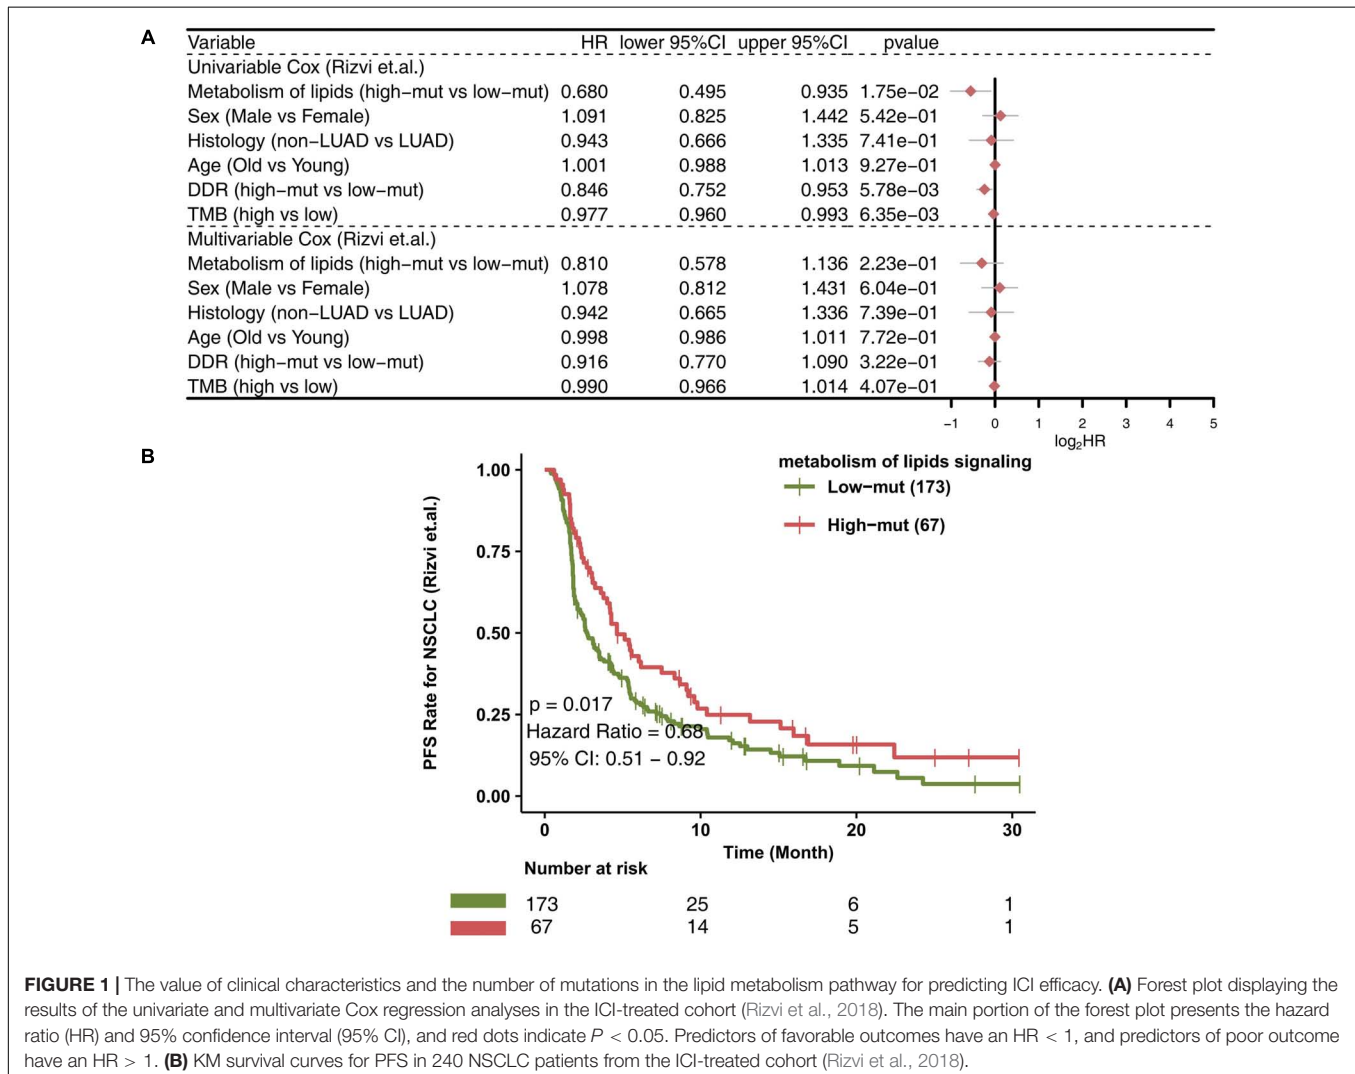 A
Variable HR lower 95%CI upper 95%CI pvalue
Univariable Cox (Rizvi et.al.)
Metabolism of lipids (high−mut vs low−mut) 0.680 0.495 0.935 1.75e−02
Sex (Male vs Female) 1.091 0.825 1.442 5.42e−01
Histology (non−LUAD vs LUAD) 0.943 0.666 1.335 7.41e−01
Age (Old vs Young) 1.001 0.988 1.013 9.27e−01
DDR (high−mut vs low−mut) 0.846 0.752 0.953 5.78e−03
TMB (high vs low) 0.977 0.960 0.993 6.35e−03
Multivariable Cox (Rizvi et.al.)
Metabolism of lipids (high−mut vs low−mut) 0.810 0.578 1.136 2.23e−01
Sex (Male vs Female) 1.078 0.812 1.431 6.04e−01
Histology (non−LUAD vs LUAD) 0.942 0.665 1.336 7.39e−01
Age (Old vs Young) 0.998 0.986 1.011 7.72e−01
DDR (high−mut vs low−mut) 0.916 0.770 1.090 3.22e−01
TMB (high vs low) 0.990 0.966 1.014 4.07e−01
−1 0 1 2 3 4 5
log₂HR
B
metabolism of lipids signaling
Low−mut (173)
High−mut (67)
PFS Rate for NSCLC (Rizvi et.al.)
1.00
0.75
0.50
0.25
0.00
p = 0.017
Hazard Ratio = 0.68
95% CI: 0.51 − 0.92
0 10 20 30
Time (Month)
Number at risk
173 25 6 1
67 14 5 1
FIGURE 1 | The value of clinical characteristics and the number of mutations in the lipid metabolism pathway for predicting ICI efficacy. (A) Forest plot displaying the
results of the univariate and multivariate Cox regression analyses in the ICI-treated cohort (Rizvi et al., 2018). The main portion of the forest plot presents the hazard
ratio (HR) and 95% confidence interval (95% CI), and red dots indicate P < 0.05. Predictors of favorable outcomes have an HR < 1, and predictors of poor outcome
have an HR > 1. (B) KM survival curves for PFS in 240 NSCLC patients from the ICI-treated cohort (Rizvi et al., 2018).